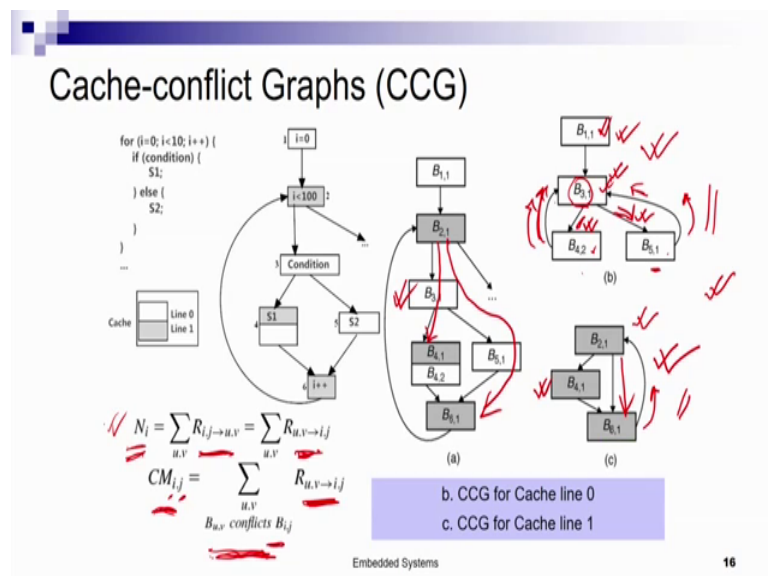 Cache-conflict Graphs (CCG)
for (i=0; i<10; i++) {
if (condition) {
S1;
} else {
S2;
}
}
...
Cache
Line 0
Line 1
1
i=0
i<100
2
...
3
Condition
4
S1
5
S2
6
i++
B1,1
B2,1
B3,
...
B4,1
B4,2
B5,1
B6,1
(a)
B1,1
B3,1
B4,2
B5,1
(b)
B2,1
B4,1
B6,1
(c)
Ni = ∑u.v Ri.j→u.v = ∑u.v Ru.v→i.j
CMi,j = ∑ Ru.v→i.j
u.v
Bu.v conflicts Bi.j
b. CCG for Cache line 0
c. CCG for Cache line 1
Embedded Systems
16